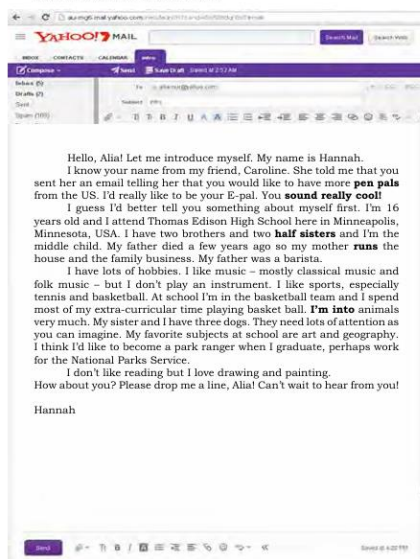 YAHOO! MAIL
Search Mail
Search Web
INBOX CONTACTS CALENDAR
Compose
Send
Save Draft
Inbox
Drafts
Sent
Spam
To
Subject
Hello, Alia! Let me introduce myself. My name is Hannah.
I know your name from my friend, Caroline. She told me that you
sent her an email telling her that you would like to have more pen pals
from the US. I'd really like to be your E-pal. You sound really cool!
I guess I'd better tell you something about myself first. I'm 16
years old and I attend Thomas Edison High School here in Minneapolis,
Minnesota, USA. I have two brothers and two half sisters and I'm the
middle child. My father died a few years ago so my mother runs the
house and the family business. My father was a barista.
I have lots of hobbies. I like music – mostly classical music and
folk music – but I don't play an instrument. I like sports, especially
tennis and basketball. At school I'm in the basketball team and I spend
most of my extra-curricular time playing basket ball. I'm into animals
very much. My sister and I have three dogs. They need lots of attention as
you can imagine. My favorite subjects at school are art and geography.
I think I'd like to become a park ranger when I graduate, perhaps work
for the National Parks Service.
I don't like reading but I love drawing and painting.
How about you? Please drop me a line, Alia! Can't wait to hear from you!
Hannah
Send